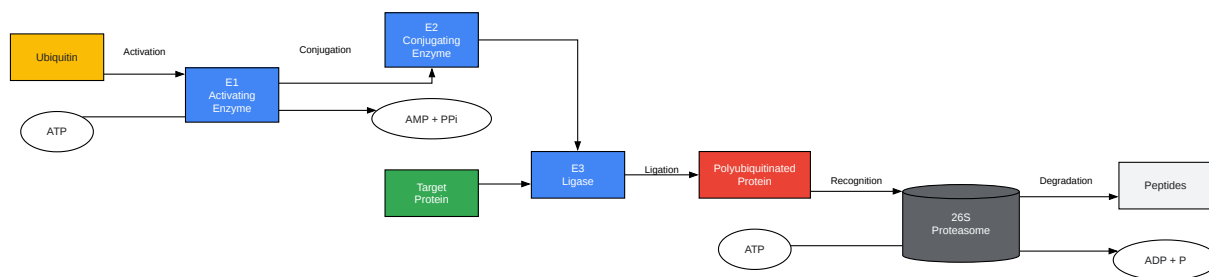 Ubiquitin
Activation
E1
Activating
Enzyme
ATP
Conjugation
E2
Conjugating
Enzyme
AMP + PPi
Target
Protein
E3
Ligase
Ligation
Polyubiquitinated
Protein
Recognition
ATP
26S
Proteasome
Degradation
Peptides
ADP + P